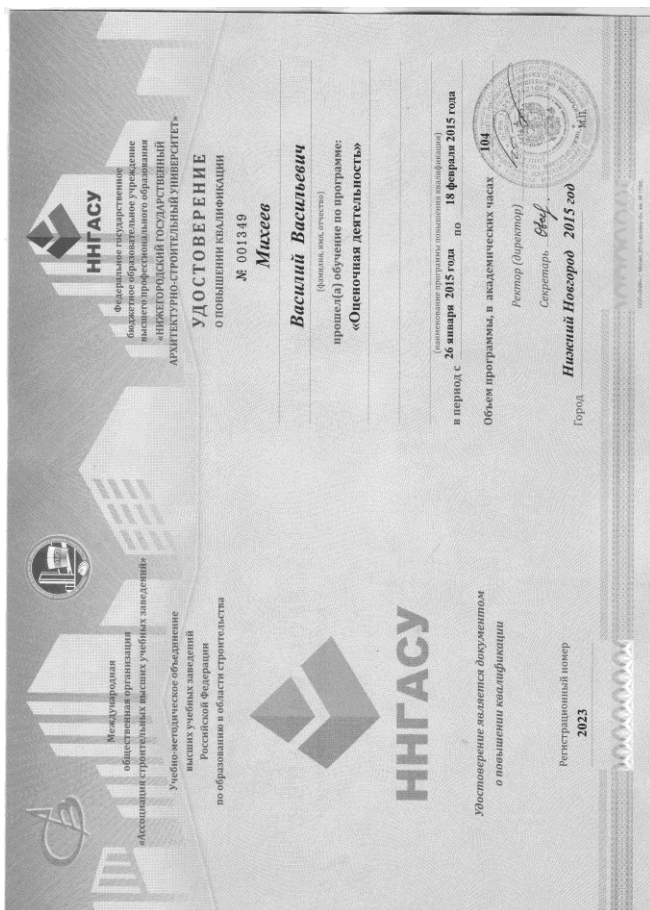 Международная
общественная организация
«Ассоциация строительных высших учебных заведений»
Учебно-методическое объединение
высших учебных заведений
Российской Федерации
по образованию в области строительства
ННГАСУ
Удостоверение является документом
о повышении квалификации
Регистрационный номер
2023
ННГАСУ
Федеральное государственное
бюджетное образовательное учреждение
высшего профессионального образования
«НИЖЕГОРОДСКИЙ ГОСУДАРСТВЕННЫЙ
АРХИТЕКТУРНО-СТРОИТЕЛЬНЫЙ УНИВЕРСИТЕТ»
УДОСТОВЕРЕНИЕ
О ПОВЫШЕНИИ КВАЛИФИКАЦИИ
№ 001349
Михеев
Василий Васильевич
(фамилия, имя, отчество)
прошел(а) обучение по программе:
«Оценочная деятельность»
(наименование программы повышения квалификации)
в период с 26 января 2015 года по 18 февраля 2015 года
Объем программы, в академических часах 104
Ректор (директор)
Секретарь
М.П.
Город Нижний Новгород 2015 год